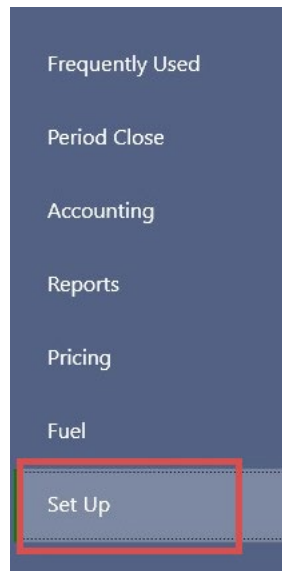 Frequently Used
Period Close
Accounting
Reports
Pricing
Fuel
Set Up